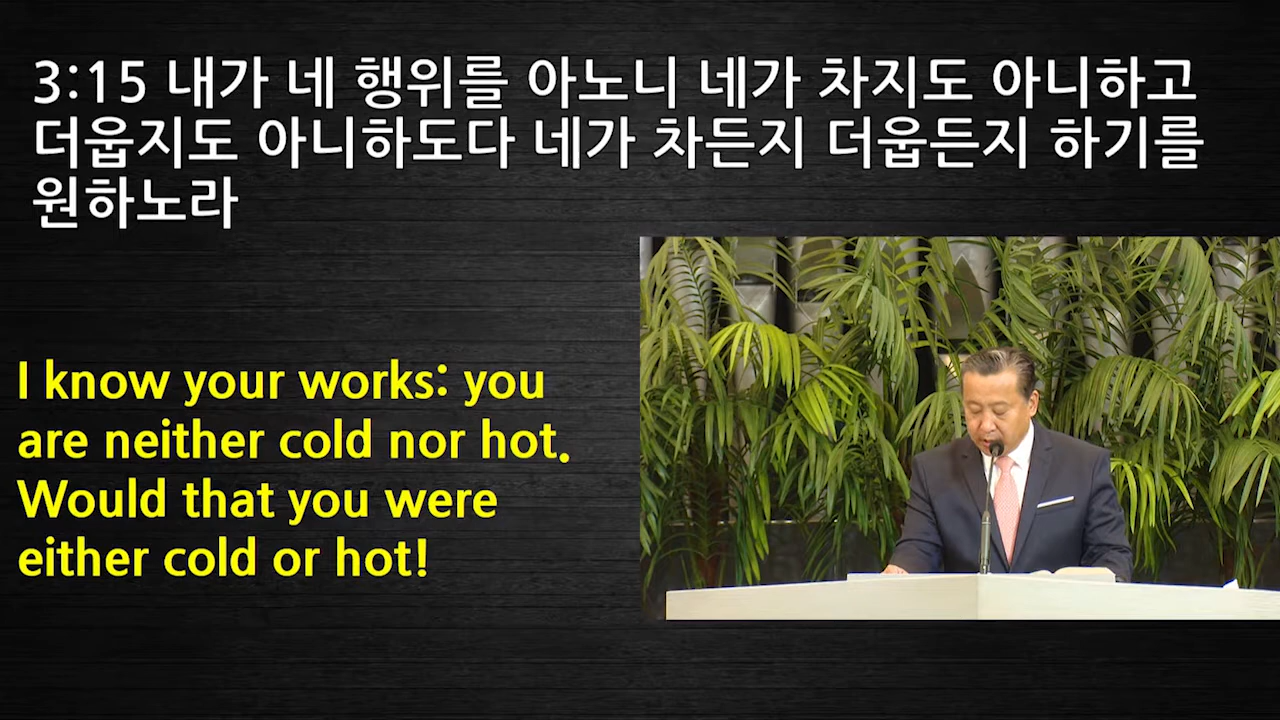 3:15 내가 네 행위를 아노니 네가 차지도 아니하고
더웁지도 아니하도다 네가 차든지 더웁든지 하기를
원하노라
I know your works: you
are neither cold nor hot.
Would that you were
either cold or hot!